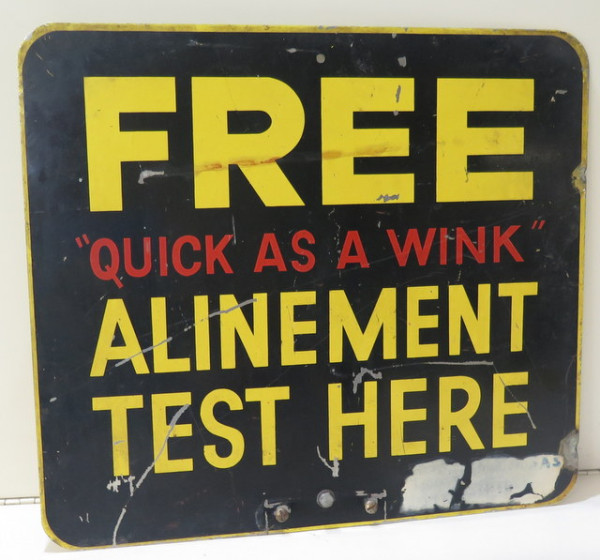 FREE
"QUICK AS A WINK"
ALINEMENT
TEST HERE